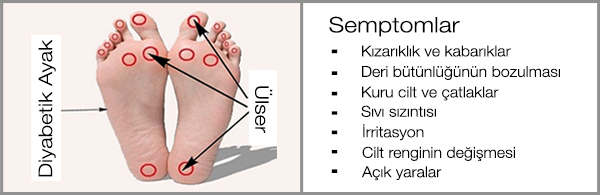 Diyabetik Ayak
Ülser
Semptomlar
- Kızarıklık ve kabarıklar
- Deri bütünlüğünün bozulması
- Kuru cilt ve çatlaklar
- Sıvı sızıntısı
- İrritasyon
- Cilt renginin değişmesi
- Açık yaralar